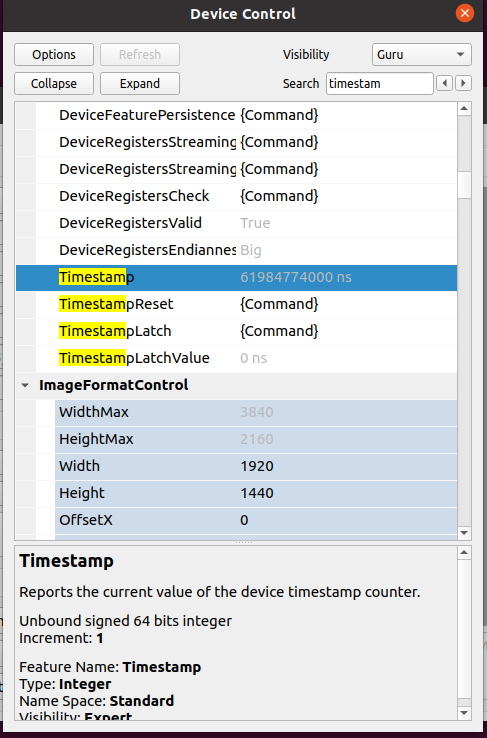 Device Control
Options Refresh Visibility Guru
Collapse Expand Search timestam
DeviceFeaturePersistence {Command}
DeviceRegistersStreaming {Command}
DeviceRegistersStreaming {Command}
DeviceRegistersCheck {Command}
DeviceRegistersValid True
DeviceRegistersEndiannes Big
Timestamp 61984774000 ns
TimestampReset {Command}
TimestampLatch {Command}
TimestampLatchValue 0 ns
ImageFormatControl
WidthMax 3840
HeightMax 2160
Width 1920
Height 1440
OffsetX 0
Timestamp
Reports the current value of the device timestamp counter.
Unbound signed 64 bits integer
Increment: 1
Feature Name: Timestamp
Type: Integer
Name Space: Standard
Visibility: Expert